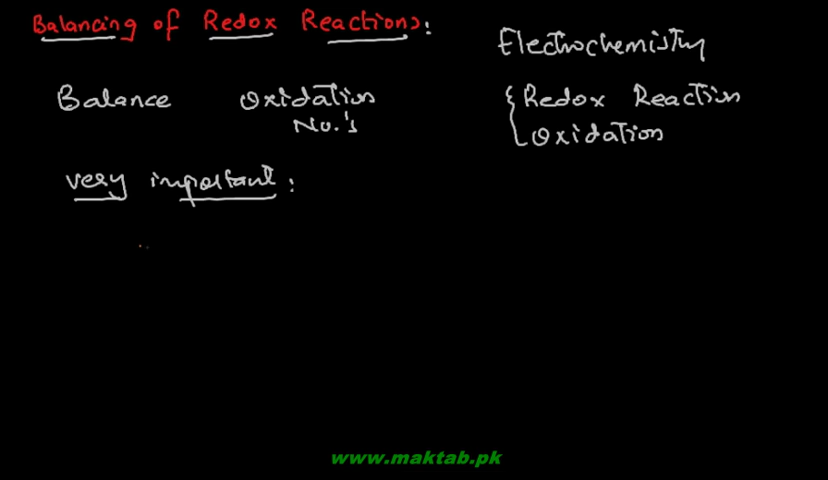 Balancing of Redox Reactions:
Electrochemistry
Balance Oxidation No.'s
{ Redox Reaction
Oxidation
very important:
www.maktab.pk